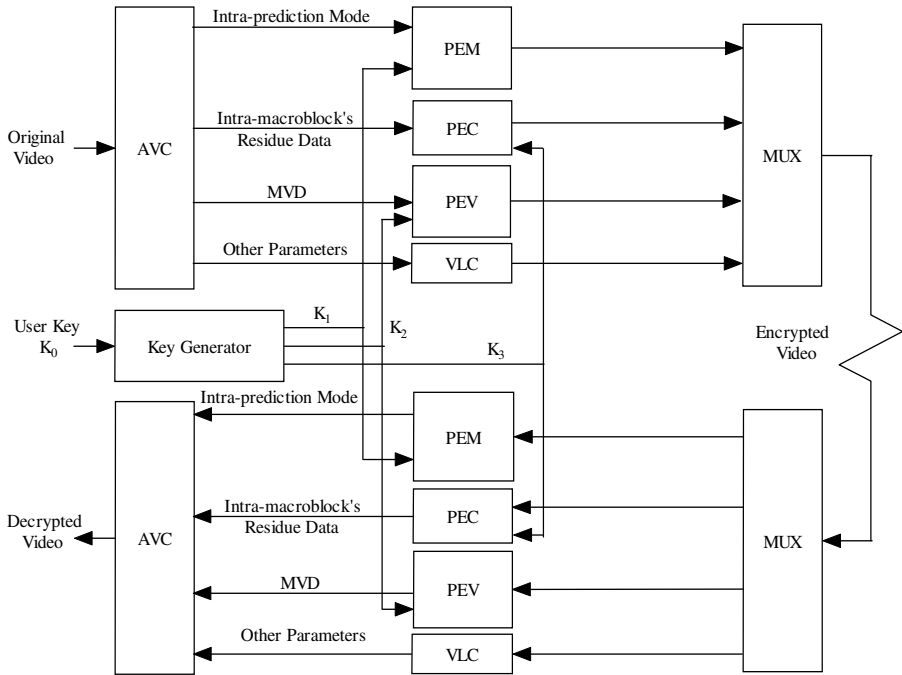 Intra-prediction Mode
PEM
Intra-macroblock's
Residue Data
PEC
Original
Video
AVC
MUX
MVD
PEV
Other Parameters
VLC
User Key
K0
Key Generator
K1
K2
K3
Encrypted
Video
Intra-prediction Mode
PEM
Intra-macroblock's
Residue Data
PEC
Decrypted
Video
AVC
MUX
MVD
PEV
Other Parameters
VLC